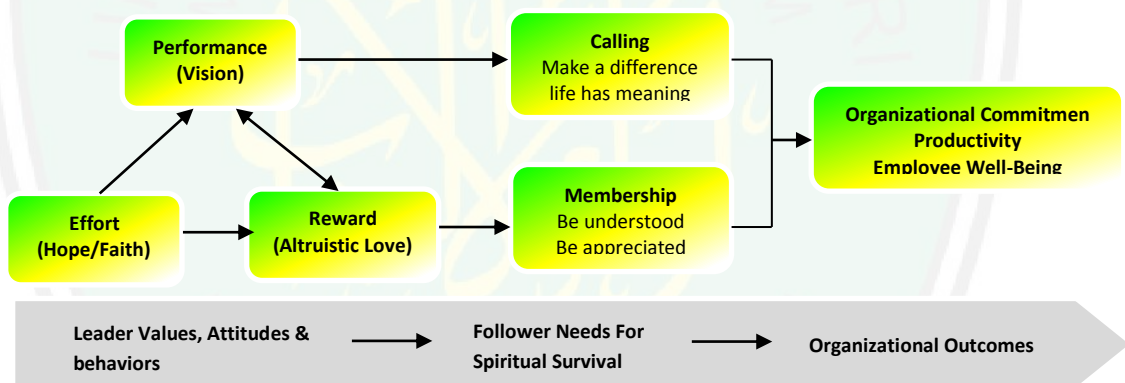 Performance
(Vision)
Calling
Make a difference
life has meaning
Organizational Commitmen
Productivity
Employee Well-Being
Effort
(Hope/Faith)
Reward
(Altruistic Love)
Membership
Be understood
Be appreciated
Leader Values, Attitudes &
behaviors
Follower Needs For
Spiritual Survival
Organizational Outcomes